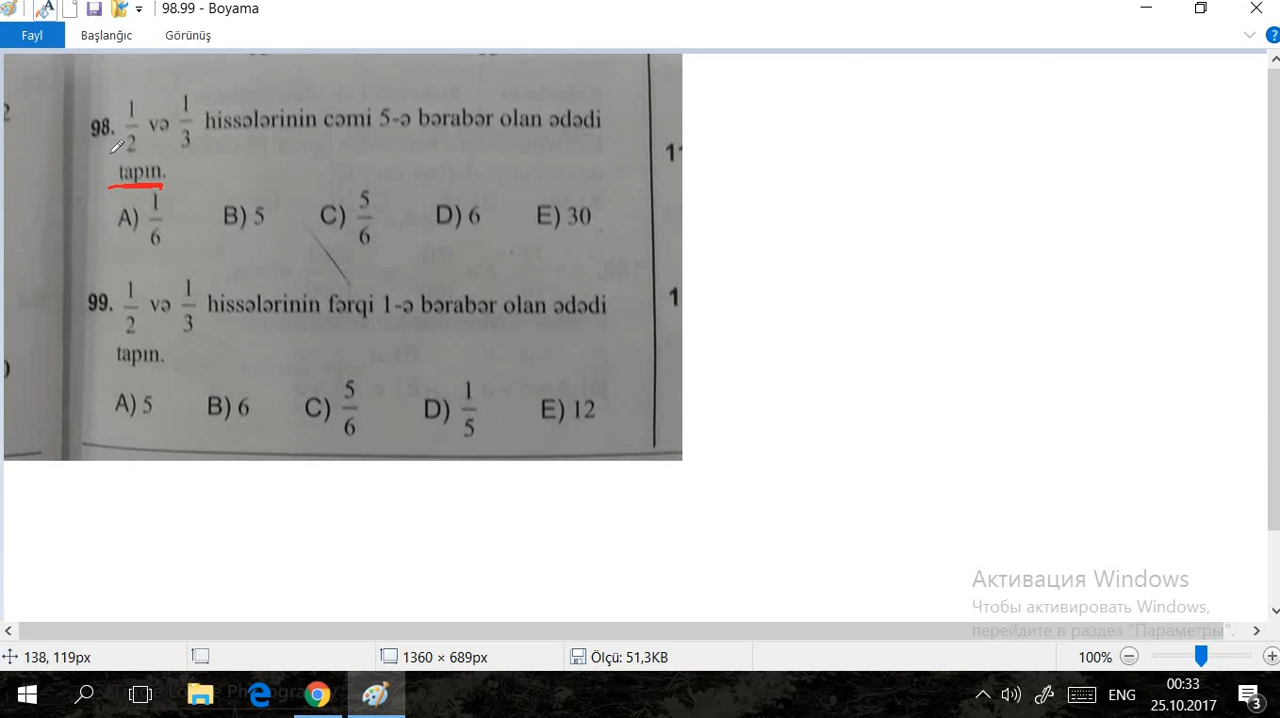 98.99 - Boyama
Fayl Başlanğıc Görünüş
98. 1/2 və 1/3 hissələrinin cəmi 5-ə bərabər olan ədədi
tapın.
A) 1/6 B) 5 C) 5/6 D) 6 E) 30
99. 1/2 və 1/3 hissələrinin fərqi 1-ə bərabər olan ədədi
tapın.
A) 5 B) 6 C) 5/6 D) 1/5 E) 12
Активация Windows
Чтобы активировать Windows,
перейдите в раздел "Параметры".
138, 119px 1360 × 689px Ölçü: 51,3KB 100%
ENG 00:33
25.10.2017 3